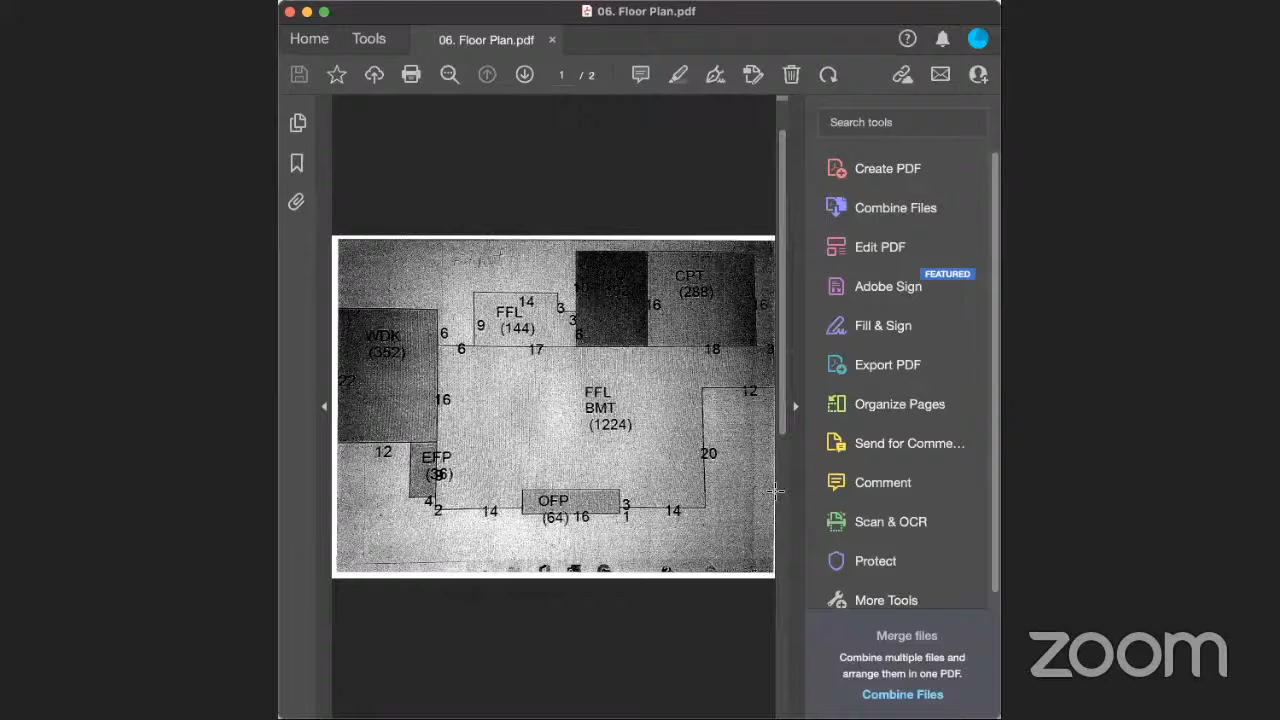 06. Floor Plan.pdf
Home
Tools
06. Floor Plan.pdf
1 / 2
Search tools
Create PDF
Combine Files
Edit PDF
FEATURED
Adobe Sign
Fill & Sign
Export PDF
Organize Pages
Send for Comme...
Comment
Scan & OCR
Protect
More Tools
Merge files
Combine multiple files and
arrange them in one PDF.
Combine Files
CPT
(288)
16
14
FFL
(144)
9
3
3
6
WDK
(352)
6
6
17
18
22
16
FFL
BMT
(1224)
12
12
EFP
(36)
20
4
2
14
OFP
(64) 16
3
1
14
zoom